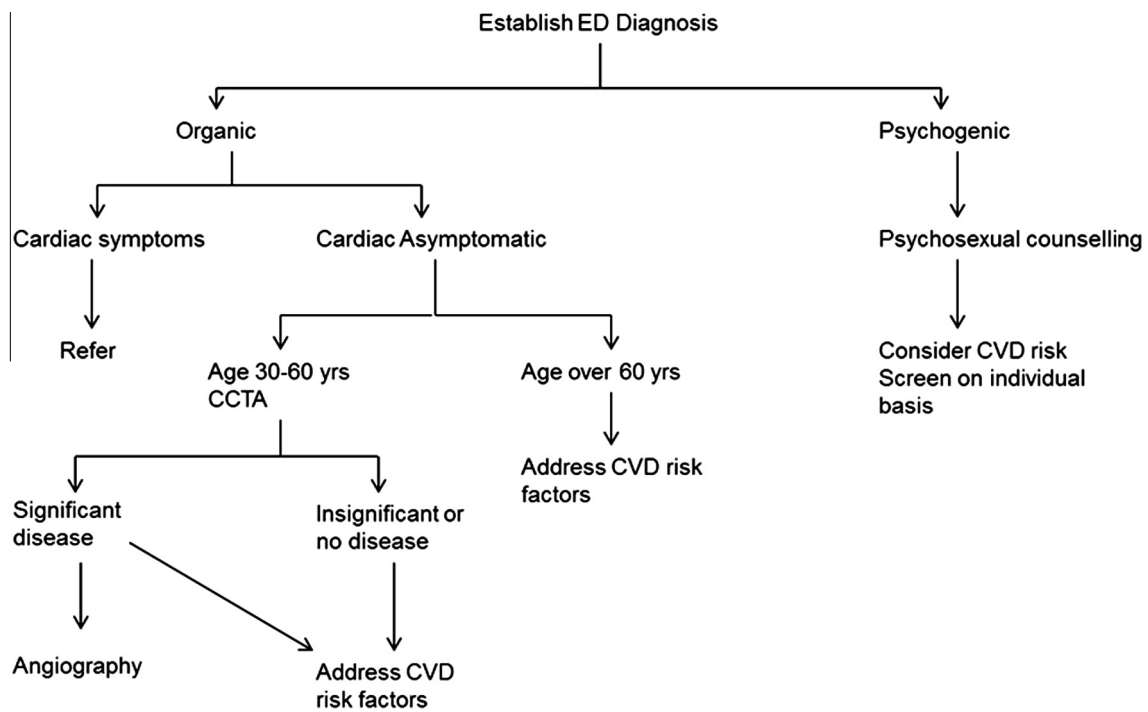 Establish ED Diagnosis
Organic
Psychogenic
Cardiac symptoms
Cardiac Asymptomatic
Psychosexual counselling
Refer
Age 30-60 yrs
CCTA
Age over 60 yrs
Consider CVD risk
Screen on individual
basis
Address CVD risk
factors
Significant
disease
Insignificant or
no disease
Angiography
Address CVD
risk factors